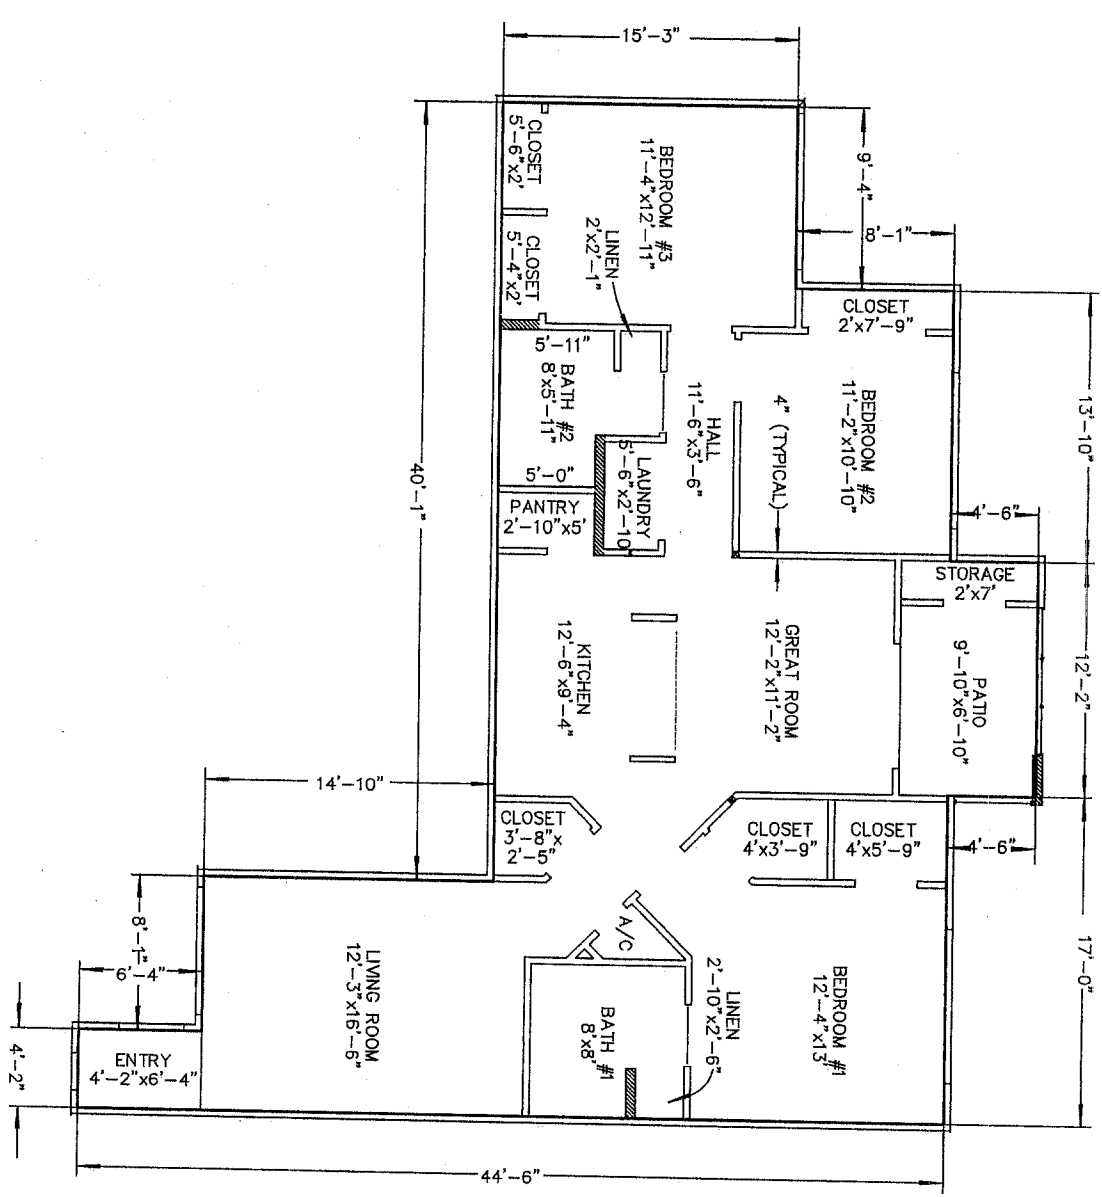 15'-3"
9'-4"
8'-1"
CLOSET
5'-6"x2'
BEDROOM #3
11'-4"x12'-11"
CLOSET
5'-4"x2'
LINEN
2'x2'-1"
CLOSET
2'x7'-9"
5'-11"
BATH #2
8'x5'-11"
5'-0"
HALL
11'-6"x3'-6"
4" (TYPICAL)
BEDROOM #2
11'-2"x10'-10"
13'-10"
4'-6"
40'-1"
LAUNDRY
5'-6"x2'-10"
PANTRY
2'-10"x5'
STORAGE
2'x7'
KITCHEN
12'-6"x9'-4"
GREAT ROOM
12'-2"x11'-2"
PATIO
9'-10"x6'-10"
12'-2"
14'-10"
CLOSET
3'-8"x
2'-5"
CLOSET
4'x3'-9"
CLOSET
4'x5'-9"
4'-6"
8'-1"
6'-4"
A/C
LIVING ROOM
12'-3"x16'-6"
LINEN
2'-10"x2'-6"
BEDROOM #1
12'-4"x13'
17'-0"
BATH #1
8'x8'
4'-2"
ENTRY
4'-2"x6'-4"
44'-6"